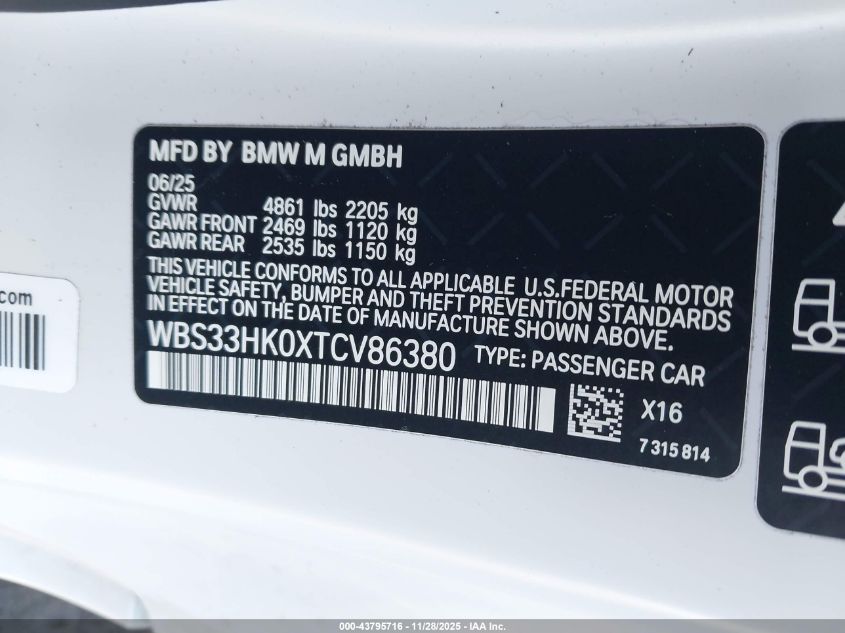 MFD BY BMW M GMBH
06/25
GVWR 4861 lbs 2205 kg
GAWR FRONT 2469 lbs 1120 kg
GAWR REAR 2535 lbs 1150 kg
THIS VEHICLE CONFORMS TO ALL APPLICABLE U.S.FEDERAL MOTOR
VEHICLE SAFETY, BUMPER AND THEFT PREVENTION STANDARDS
IN EFFECT ON THE DATE OF MANUFACTURE SHOWN ABOVE.
WBS33HK0XTCV86380 TYPE: PASSENGER CAR
X16
7 315 814
.com
000-43795716 - 11/28/2025 - IAA Inc.